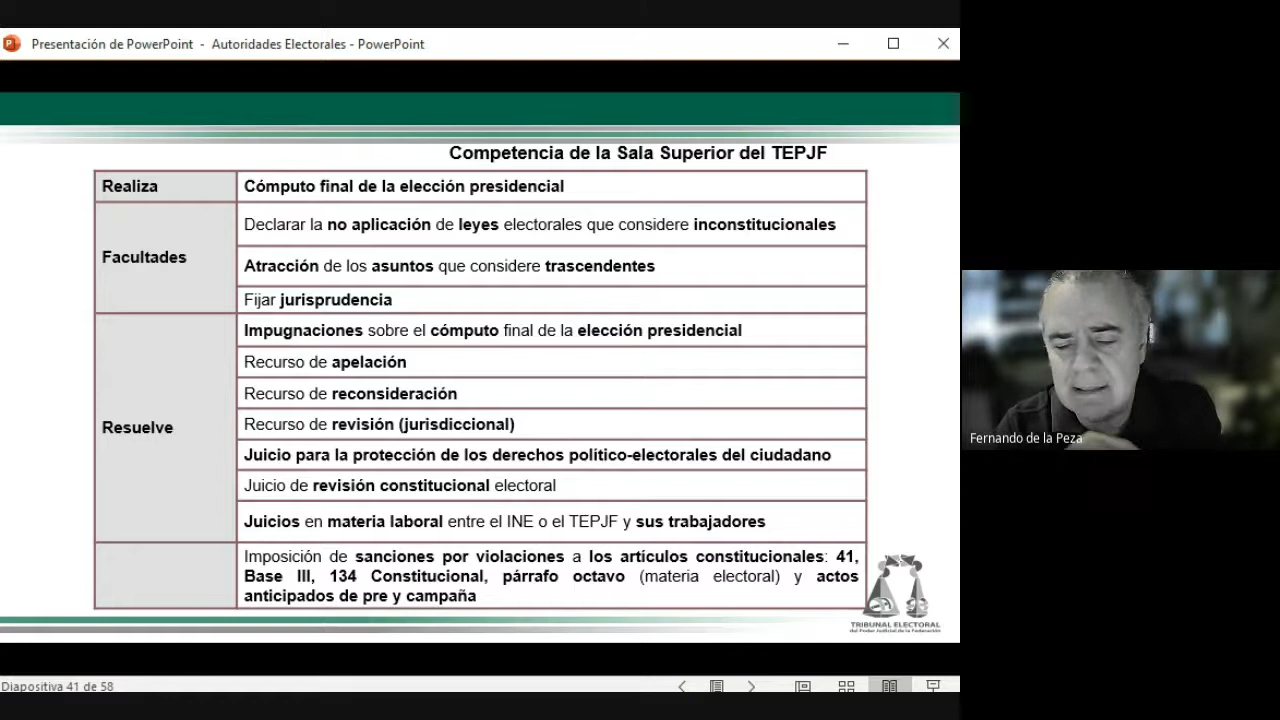 Presentación de PowerPoint - Autoridades Electorales - PowerPoint
Competencia de la Sala Superior del TEPJF
Realiza
Cómputo final de la elección presidencial
Facultades
Declarar la no aplicación de leyes electorales que considere inconstitucionales
Atracción de los asuntos que considere trascendentes
Fijar jurisprudencia
Resuelve
Impugnaciones sobre el cómputo final de la elección presidencial
Recurso de apelación
Recurso de reconsideración
Recurso de revisión (jurisdiccional)
Juicio para la protección de los derechos político-electorales del ciudadano
Juicio de revisión constitucional electoral
Juicios en materia laboral entre el INE o el TEPJF y sus trabajadores
Imposición de sanciones por violaciones a los artículos constitucionales: 41,
Base III, 134 Constitucional, párrafo octavo (materia electoral) y actos
anticipados de pre y campaña
TRIBUNAL ELECTORAL
del Poder Judicial de la Federación
Fernando de la Peza
Diapositiva 41 de 58